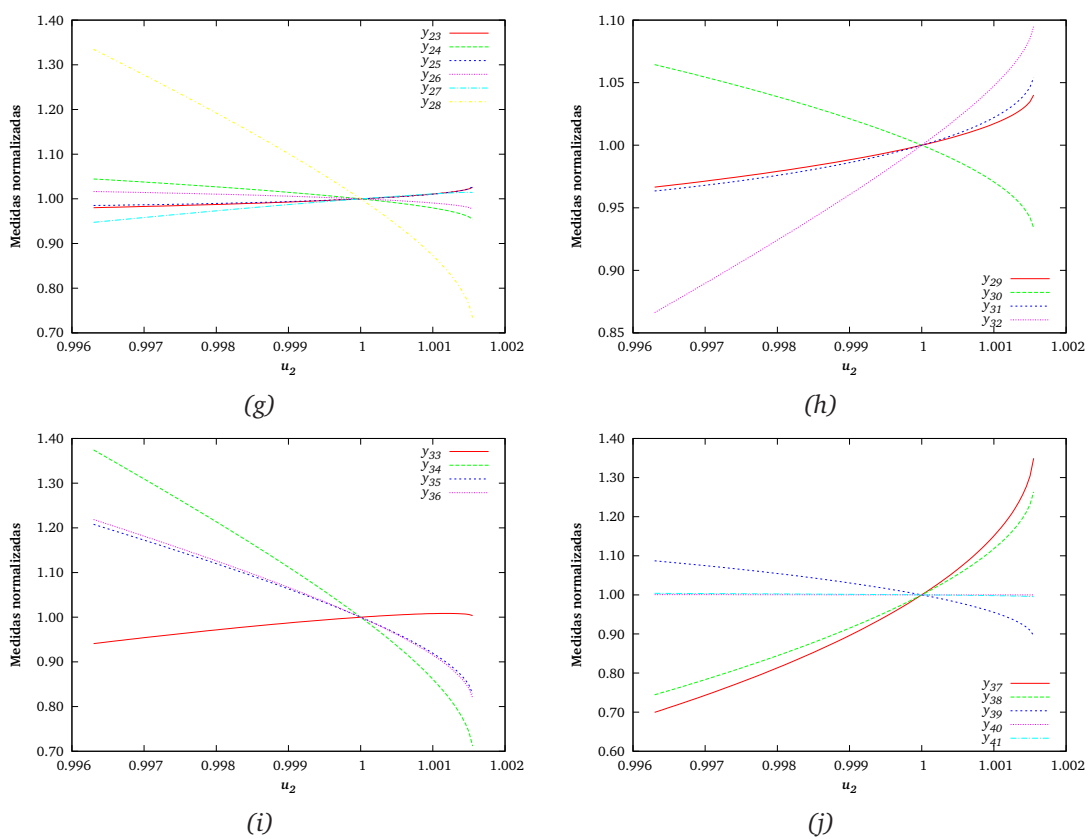 1.40
1.30
1.20
1.10
1.00
0.90
0.80
0.70
Medidas normalizadas
y23
y24
y25
y26
y27
y28
0.996 0.997 0.998 0.999 1 1.001 1.002
u2
(g)
1.10
1.05
1.00
0.95
0.90
0.85
Medidas normalizadas
y29
y30
y31
y32
0.996 0.997 0.998 0.999 1 1.001 1.002
u2
(h)
1.40
1.30
1.20
1.10
1.00
0.90
0.80
0.70
Medidas normalizadas
y33
y34
y35
y36
0.996 0.997 0.998 0.999 1 1.001 1.002
u2
(i)
1.40
1.30
1.20
1.10
1.00
0.90
0.80
0.70
0.60
Medidas normalizadas
y37
y38
y39
y40
y41
0.996 0.997 0.998 0.999 1 1.001 1.002
u2
(j)